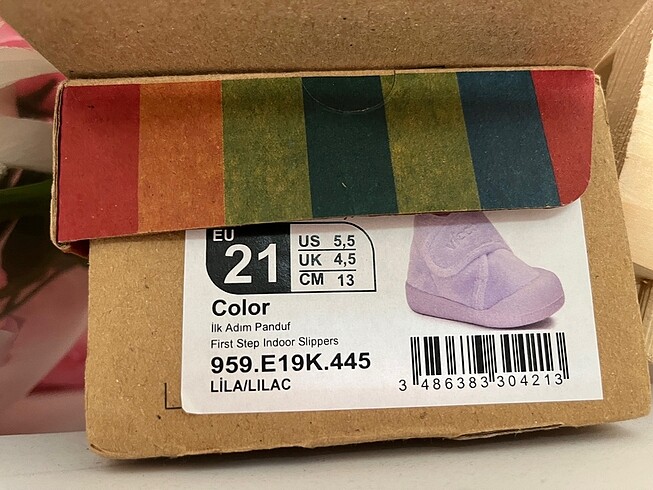 EU
21
US 5,5
UK 4,5
CM 13
Color
İlk Adım Panduf
First Step Indoor Slippers
959.E19K.445
LİLA/LILAC
3 486383 304213